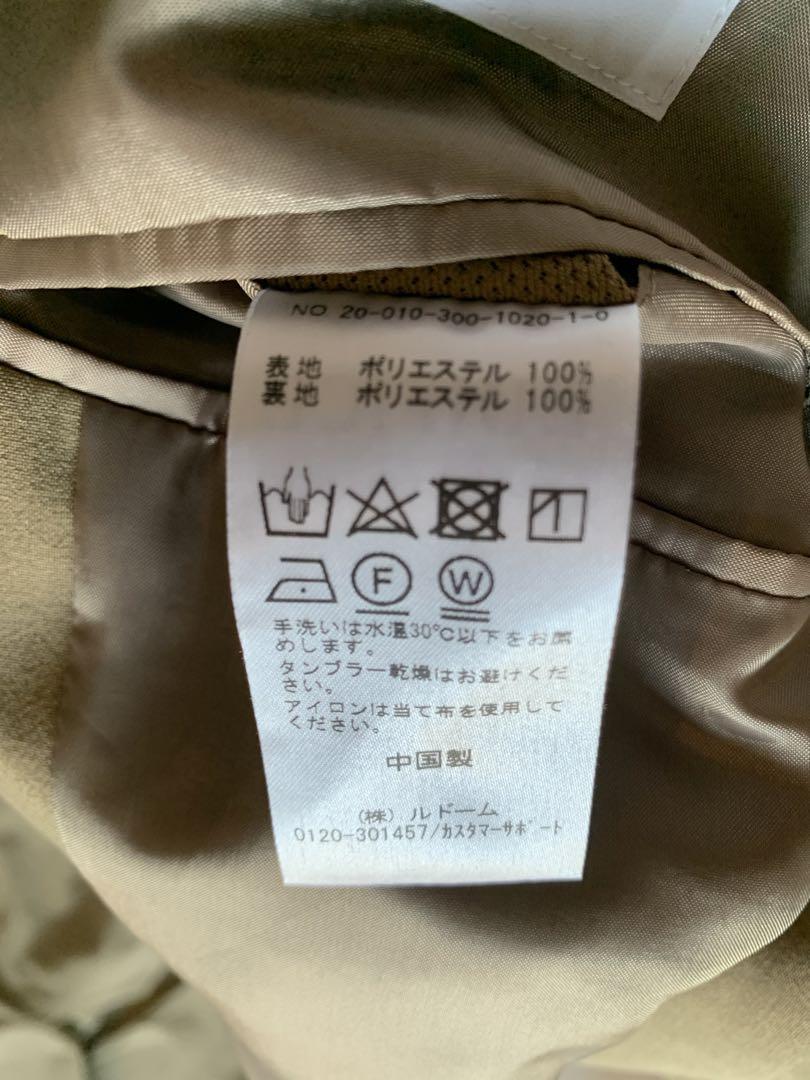 NO 20-010-300-1020-1-0
表地 ポリエステル 100%
裏地 ポリエステル 100%
F W
手洗いは水温30℃以下をお薦
めします。
タンブラー乾燥はお避けくだ
さい。
アイロンは当て布を使用して
ください。
中国製
(株) ルドーム
0120-301457/カスタマーサポート